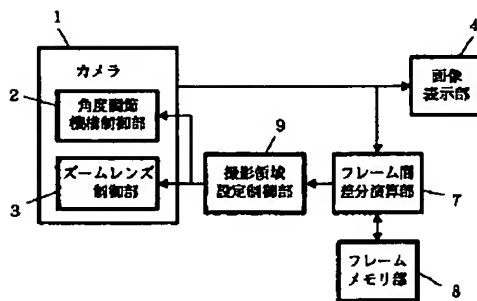 1
カメラ
2
角度調節
機構制御部
ズームレンズ
制御部
3
9
撮影領域
設定制御部
4
画像
表示部
フレーム間
差分演算部
7
フレーム
メモリ部
8